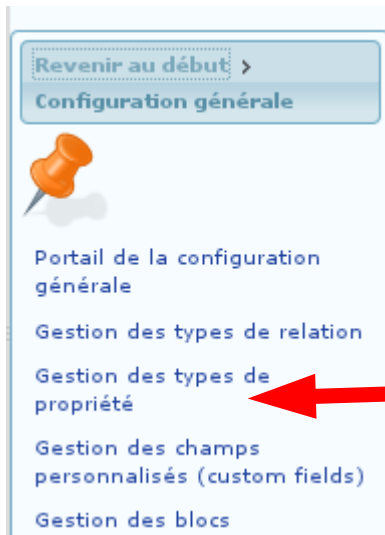 Revenir au début >
Configuration générale
Portail de la configuration
générale
Gestion des types de relation
Gestion des types de
propriété
Gestion des champs
personnalisés (custom fields)
Gestion des blocs